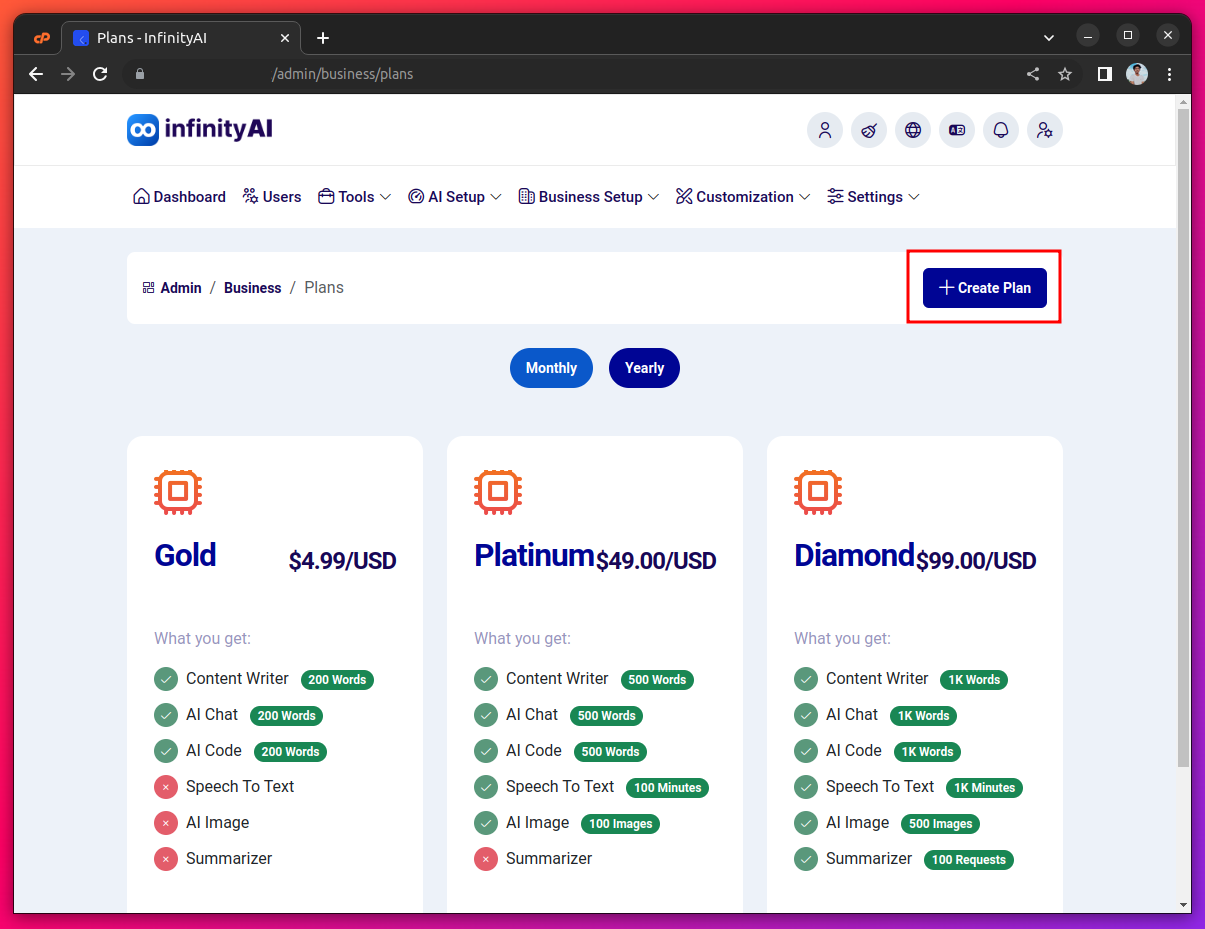 Plans - InfinityAI
/admin/business/plans
infinityAI
Dashboard Users Tools AI Setup Business Setup Customization Settings
Admin / Business / Plans
Create Plan
Monthly Yearly
Gold $4.99/USD
What you get:
Content Writer 200 Words
AI Chat 200 Words
AI Code 200 Words
Speech To Text
AI Image
Summarizer
Platinum $49.00/USD
What you get:
Content Writer 500 Words
AI Chat 500 Words
AI Code 500 Words
Speech To Text 100 Minutes
AI Image 100 Images
Summarizer
Diamond $99.00/USD
What you get:
Content Writer 1K Words
AI Chat 1K Words
AI Code 1K Words
Speech To Text 1K Minutes
AI Image 500 Images
Summarizer 100 Requests